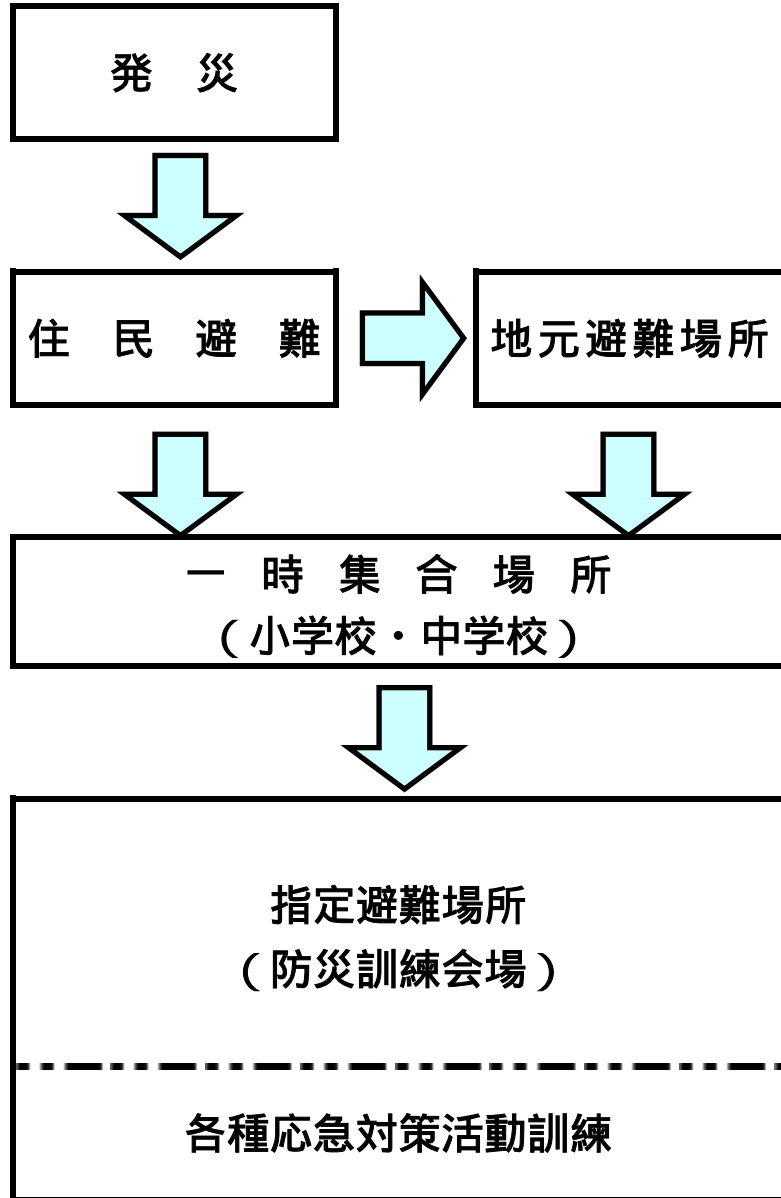 発　災
住　民　避　難
地元避難場所
一　時　集　合　場　所
（小学校・中学校）
指定避難場所
（防災訓練会場）
各種応急対策活動訓練